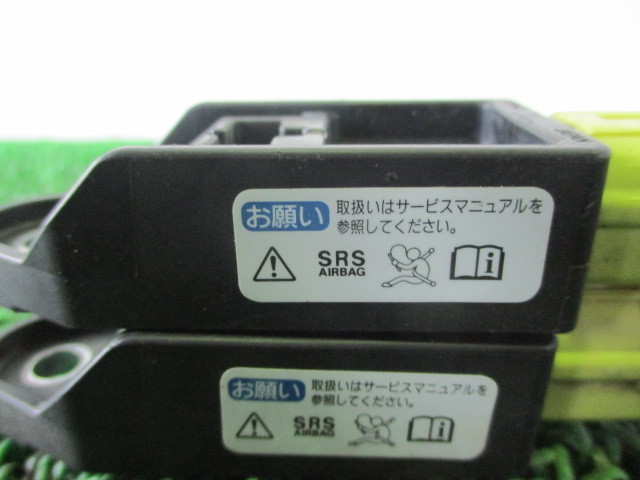 お願い
取扱いはサービスマニュアルを
参照してください。
SRS
AIRBAG
お願い
取扱いはサービスマニュアルを
参照してください。
SRS
AIRBAG